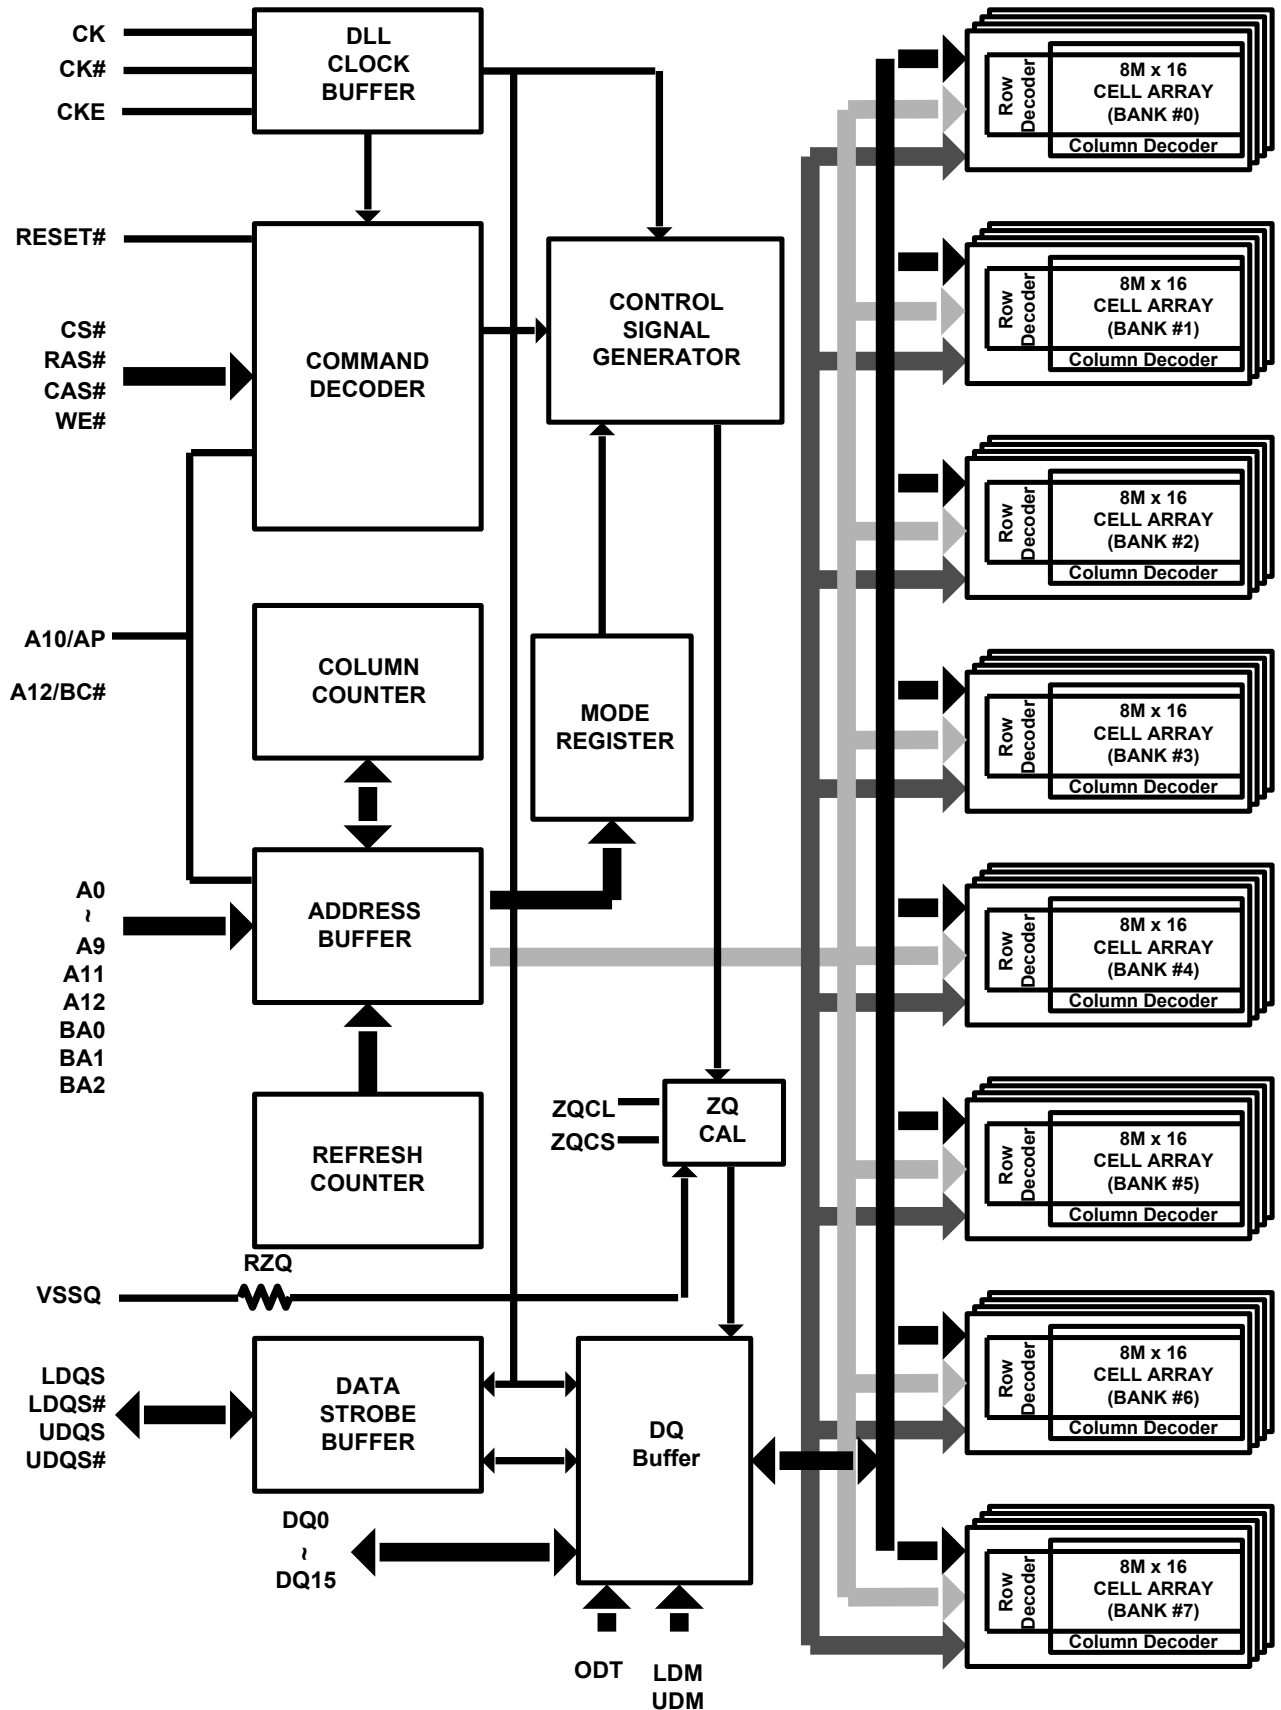 CK
CK#
CKE
DLL
CLOCK
BUFFER
RESET#
CS#
RAS#
CAS#
WE#
COMMAND
DECODER
CONTROL
SIGNAL
GENERATOR
A10/AP
A12/BC#
COLUMN
COUNTER
MODE
REGISTER
A0
~
A9
A11
A12
BA0
BA1
BA2
ADDRESS
BUFFER
REFRESH
COUNTER
ZQCL
ZQCS
ZQ
CAL
RZQ
VSSQ
LDQS
LDQS#
UDQS
UDQS#
DATA
STROBE
BUFFER
DQ
Buffer
DQ0
~
DQ15
ODT
LDM
UDM
Row
Decoder
8M x 16
CELL ARRAY
(BANK #0)
Column Decoder
Row
Decoder
8M x 16
CELL ARRAY
(BANK #1)
Column Decoder
Row
Decoder
8M x 16
CELL ARRAY
(BANK #2)
Column Decoder
Row
Decoder
8M x 16
CELL ARRAY
(BANK #3)
Column Decoder
Row
Decoder
8M x 16
CELL ARRAY
(BANK #4)
Column Decoder
Row
Decoder
8M x 16
CELL ARRAY
(BANK #5)
Column Decoder
Row
Decoder
8M x 16
CELL ARRAY
(BANK #6)
Column Decoder
Row
Decoder
8M x 16
CELL ARRAY
(BANK #7)
Column Decoder